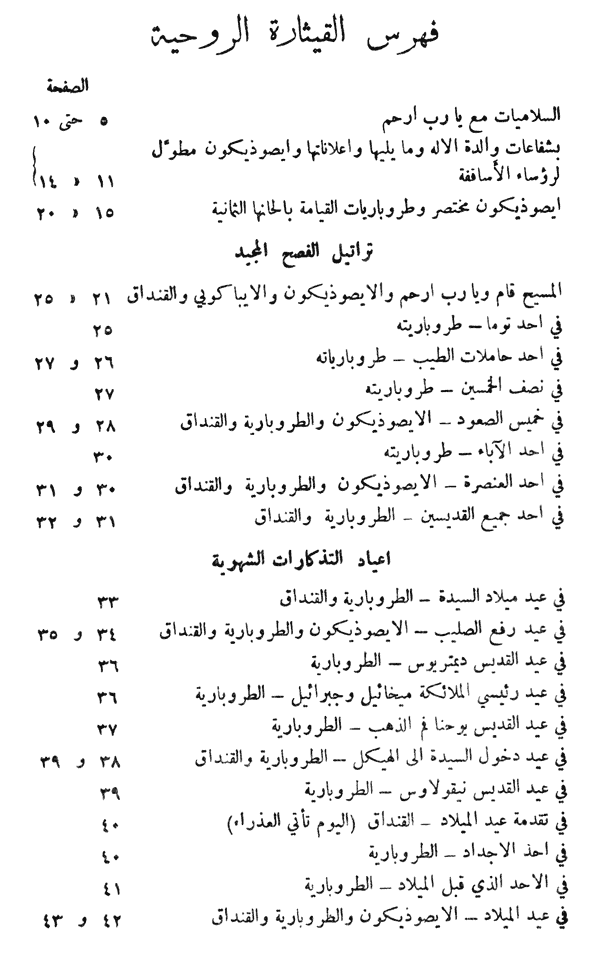 فهرس القيثارة الروحية
الصفحة
السلاميات مع يا رب ارحم ٥ حتى ١٠
بشفاعات والدة الاله وما يليها واعلاناتها وايصوذيكون مطوّل
لرؤساء الأساقفة ١١ » ١٤
ايصوذيكون مختصر وطروباريات القيامة بالحانها الثمانية ١٥ » ٢٠
تراتيل الفصح المجيد
المسيح قام ويا رب ارحم والايصوذيكون والايباكويي والقنداق ٢١ » ٢٥
في احد توما – طروباريته ٢٥
في احد حاملات الطيب – طروبارياته ٢٦ و ٢٧
في نصف الخمسين – طروباريته ٢٧
في خميس الصعود – الايصوذيكون والطروبارية والقنداق ٢٨ و ٢٩
في احد الآباء – طروباريته ٣٠
في احد العنصرة – الايصوذيكون والطروبارية والقنداق ٣٠ و ٣١
في احد جميع القديسين – الطروبارية والقنداق ٣١ و ٣٢
اعياد التذكارات الشهرية
في عيد ميلاد السيدة – الطروبارية والقنداق ٣٣
في عيد رفع الصليب – الايصوذيكون والطروبارية والقنداق ٣٤ و ٣٥
في عيد القديس ديمتريوس – الطروبارية ٣٦
في عيد رئيسي الملائكة ميخائيل وجبرائيل – الطروبارية ٣٦
في عيد القديس يوحنا فم الذهب – الطروبارية ٣٧
في عيد دخول السيدة الى الهيكل – الطروبارية والقنداق ٣٨ و ٣٩
في عيد القديس نيقولاوس – الطروبارية ٣٩
في تقدمة عيد الميلاد – القنداق (اليوم تأتي العذراء) ٤٠
في احد الاجداد – الطروبارية ٤٠
في الاحد الذي قبل الميلاد – الطروبارية ٤١
في عيد الميلاد – الايصوذيكون والطروبارية والقنداق ٤٢ و ٤٣